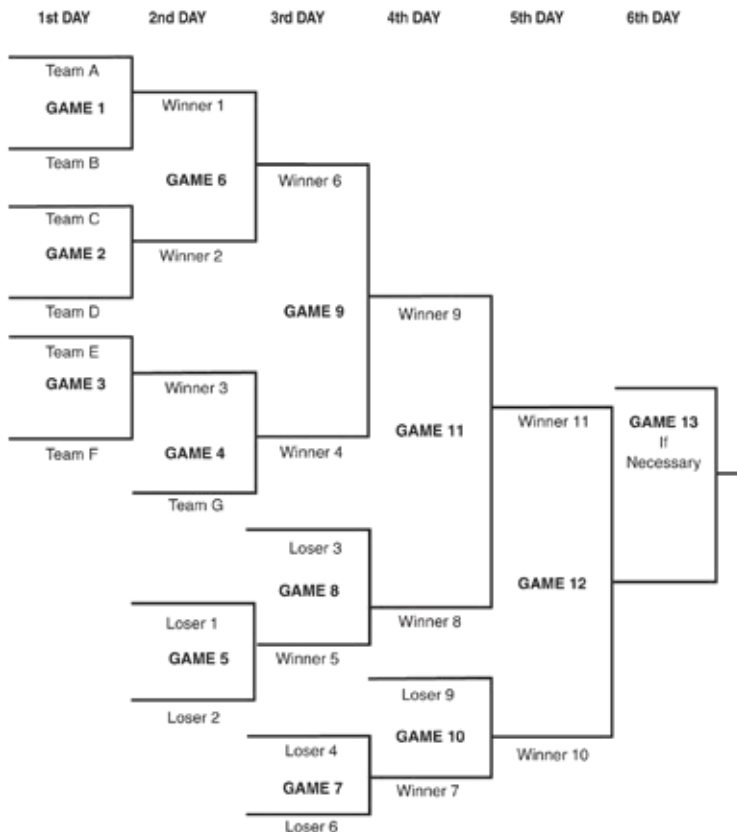 1st DAY 2nd DAY 3rd DAY 4th DAY 5th DAY 6th DAY
Team A
GAME 1
Team B
Team C
GAME 2
Team D
Team E
GAME 3
Team F
Winner 1
GAME 6
Winner 2
Winner 3
GAME 4
Team G
Loser 1
GAME 5
Loser 2
Winner 6
GAME 9
Winner 4
Loser 3
GAME 8
Winner 5
Loser 4
GAME 7
Loser 6
Winner 9
GAME 11
Winner 8
Loser 9
GAME 10
Winner 7
Winner 11
GAME 12
Winner 10
GAME 13
If
Necessary